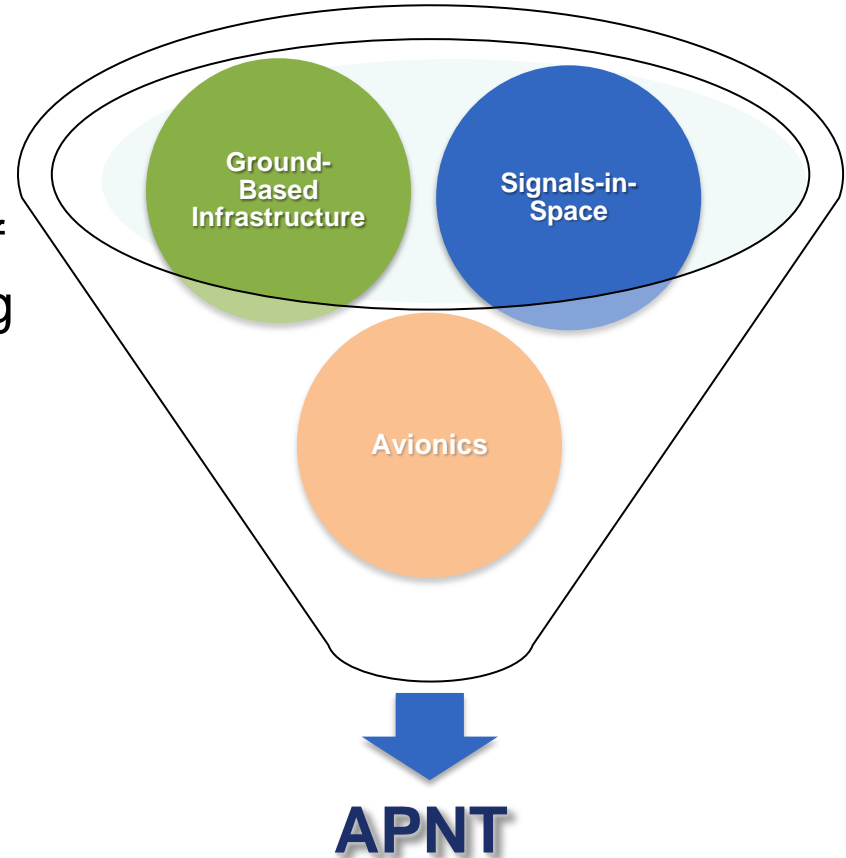 Ground-
Based
Infrastructure
Signals-in-
Space
Avionics
APNT